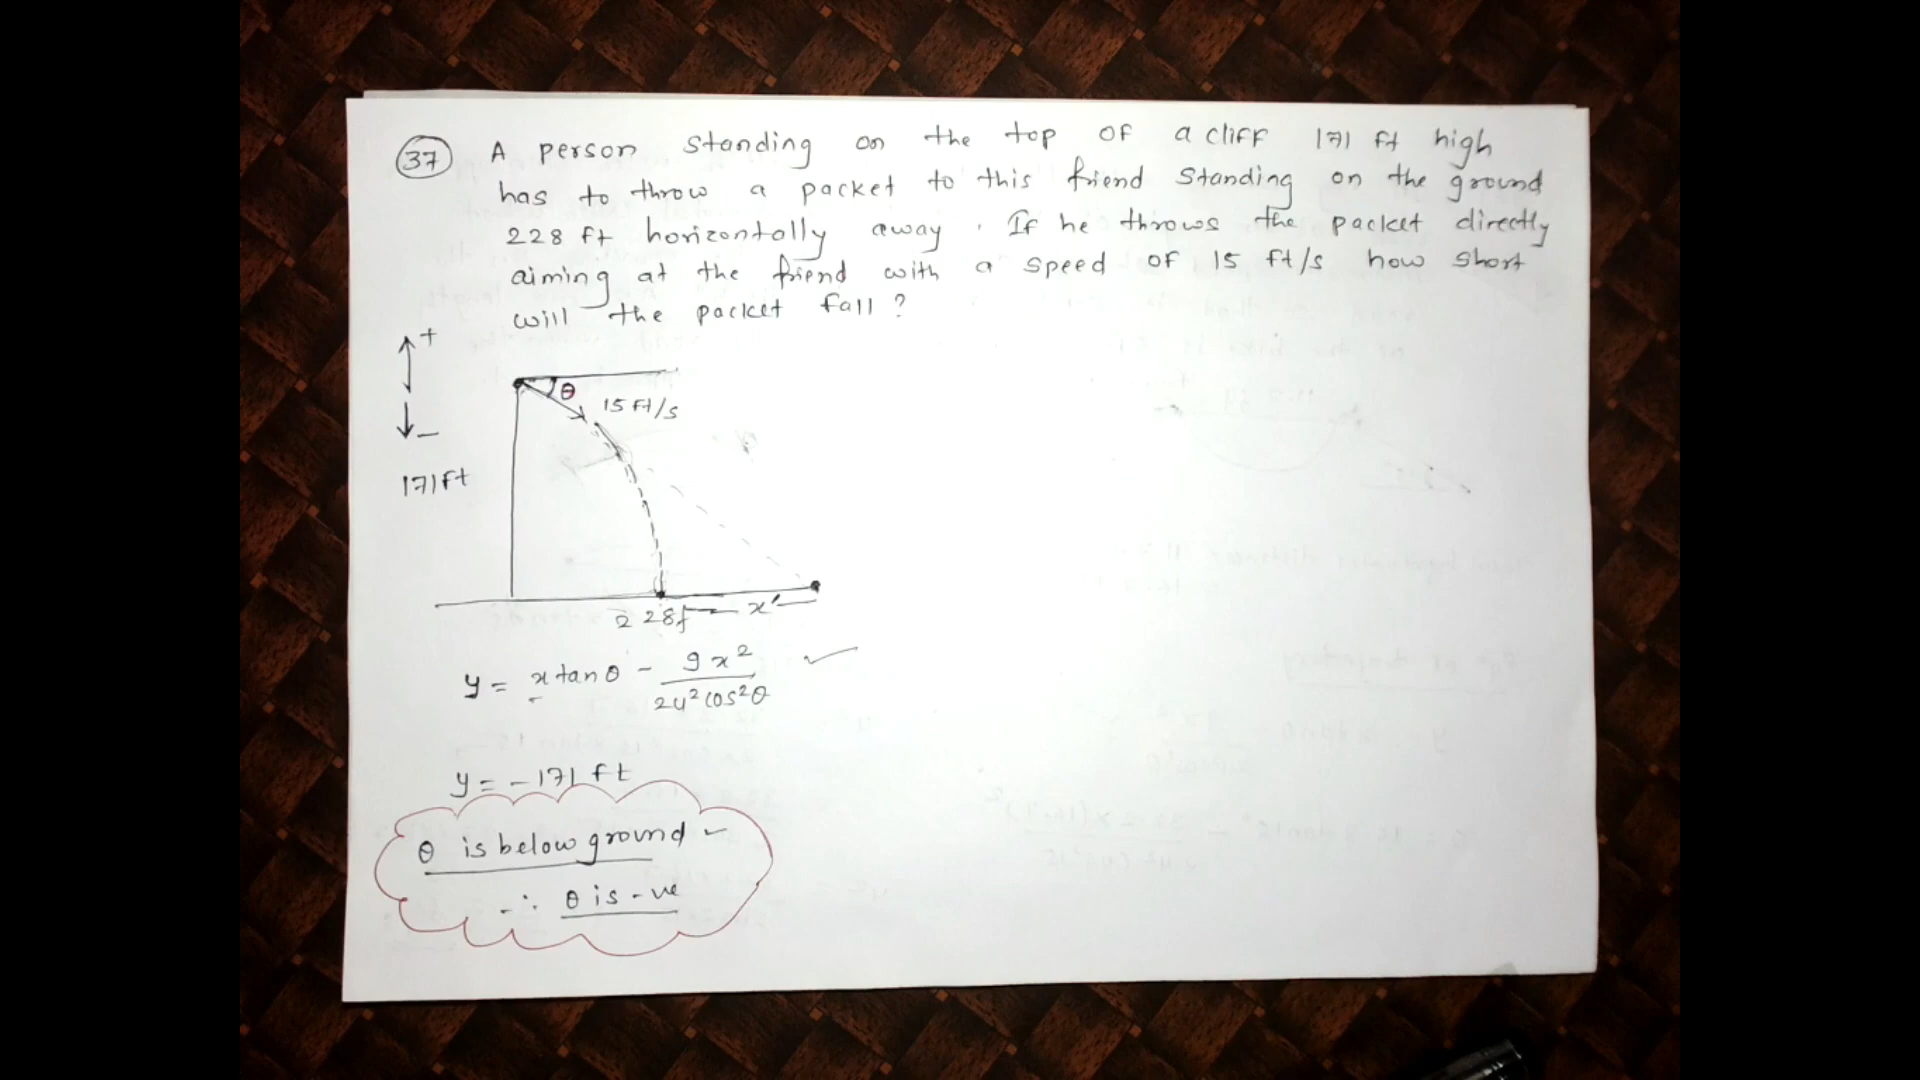 37 A person standing on the top of a cliff 171 ft high
has to throw a packet to this friend standing on the ground
228 ft horizontally away. If he throws the packet directly
aiming at the friend with a speed of 15 ft/s how short
will the packet fall?
+
θ
15 ft/s
-
171 ft
228f x'
y = x tan θ - gx² / 2u² cos²θ ✓
y = -171 ft
θ is below ground ✓
∴ θ is -ve